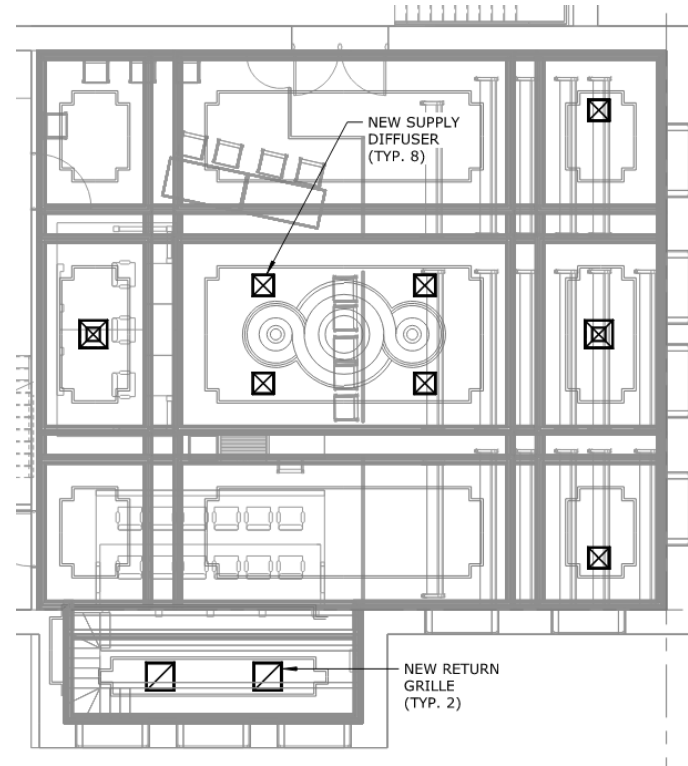 NEW SUPPLY
DIFFUSER
(TYP. 8)
NEW RETURN
GRILLE
(TYP. 2)